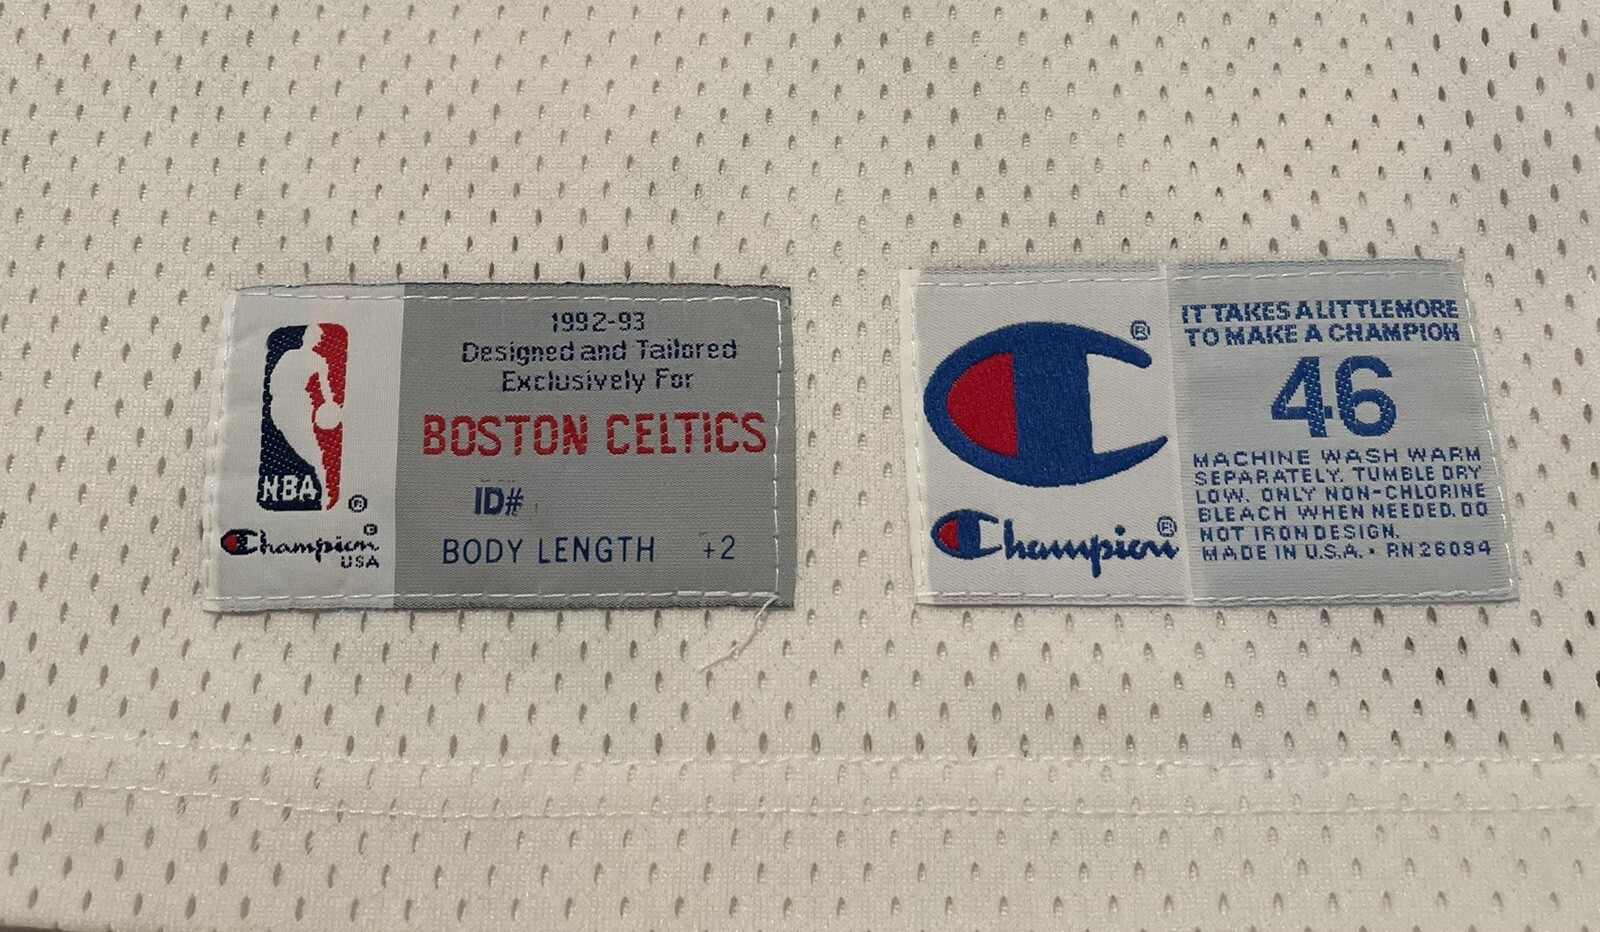 1992-93
Designed and Tailored
Exclusively For
BOSTON CELTICS
ID#
BODY LENGTH +2
NBA ®
Champion ®
USA
®
Champion ®
IT TAKES A LITTLE MORE
TO MAKE A CHAMPION
46
MACHINE WASH WARM
SEPARATELY. TUMBLE DRY
LOW. ONLY NON-CHLORINE
BLEACH WHEN NEEDED. DO
NOT IRON DESIGN.
MADE IN U.S.A. • RN 26094